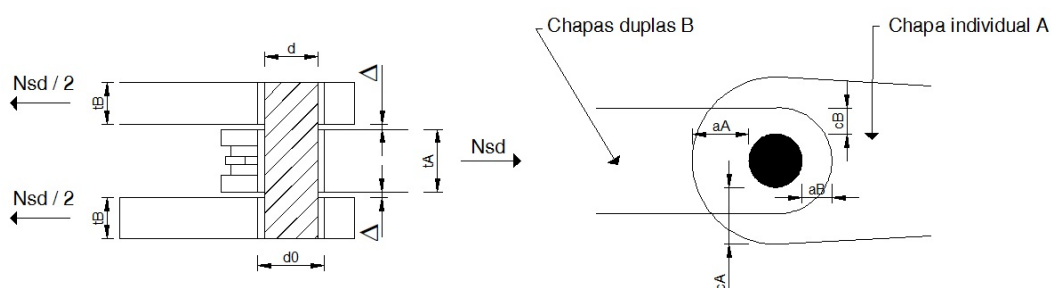 d
Nsd / 2
tB
Δ
Nsd
tA
Nsd / 2
tB
Δ
d0
Chapas duplas B
Chapa individual A
aA
cB
aB
cA